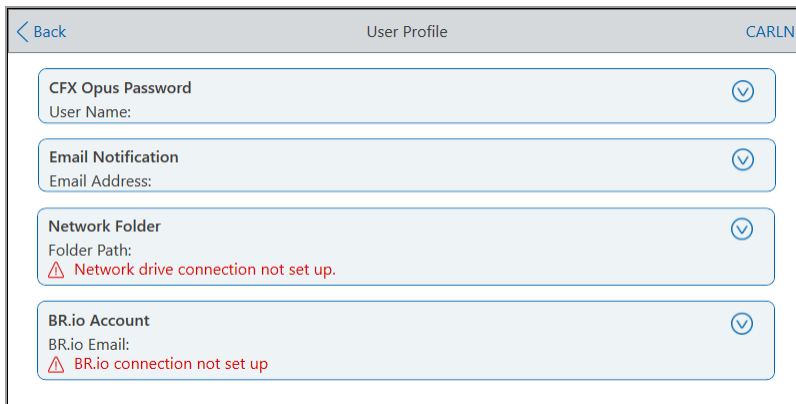 Back User Profile CARLN
CFX Opus Password
User Name:
Email Notification
Email Address:
Network Folder
Folder Path:
Network drive connection not set up.
BR.io Account
BR.io Email:
BR.io connection not set up